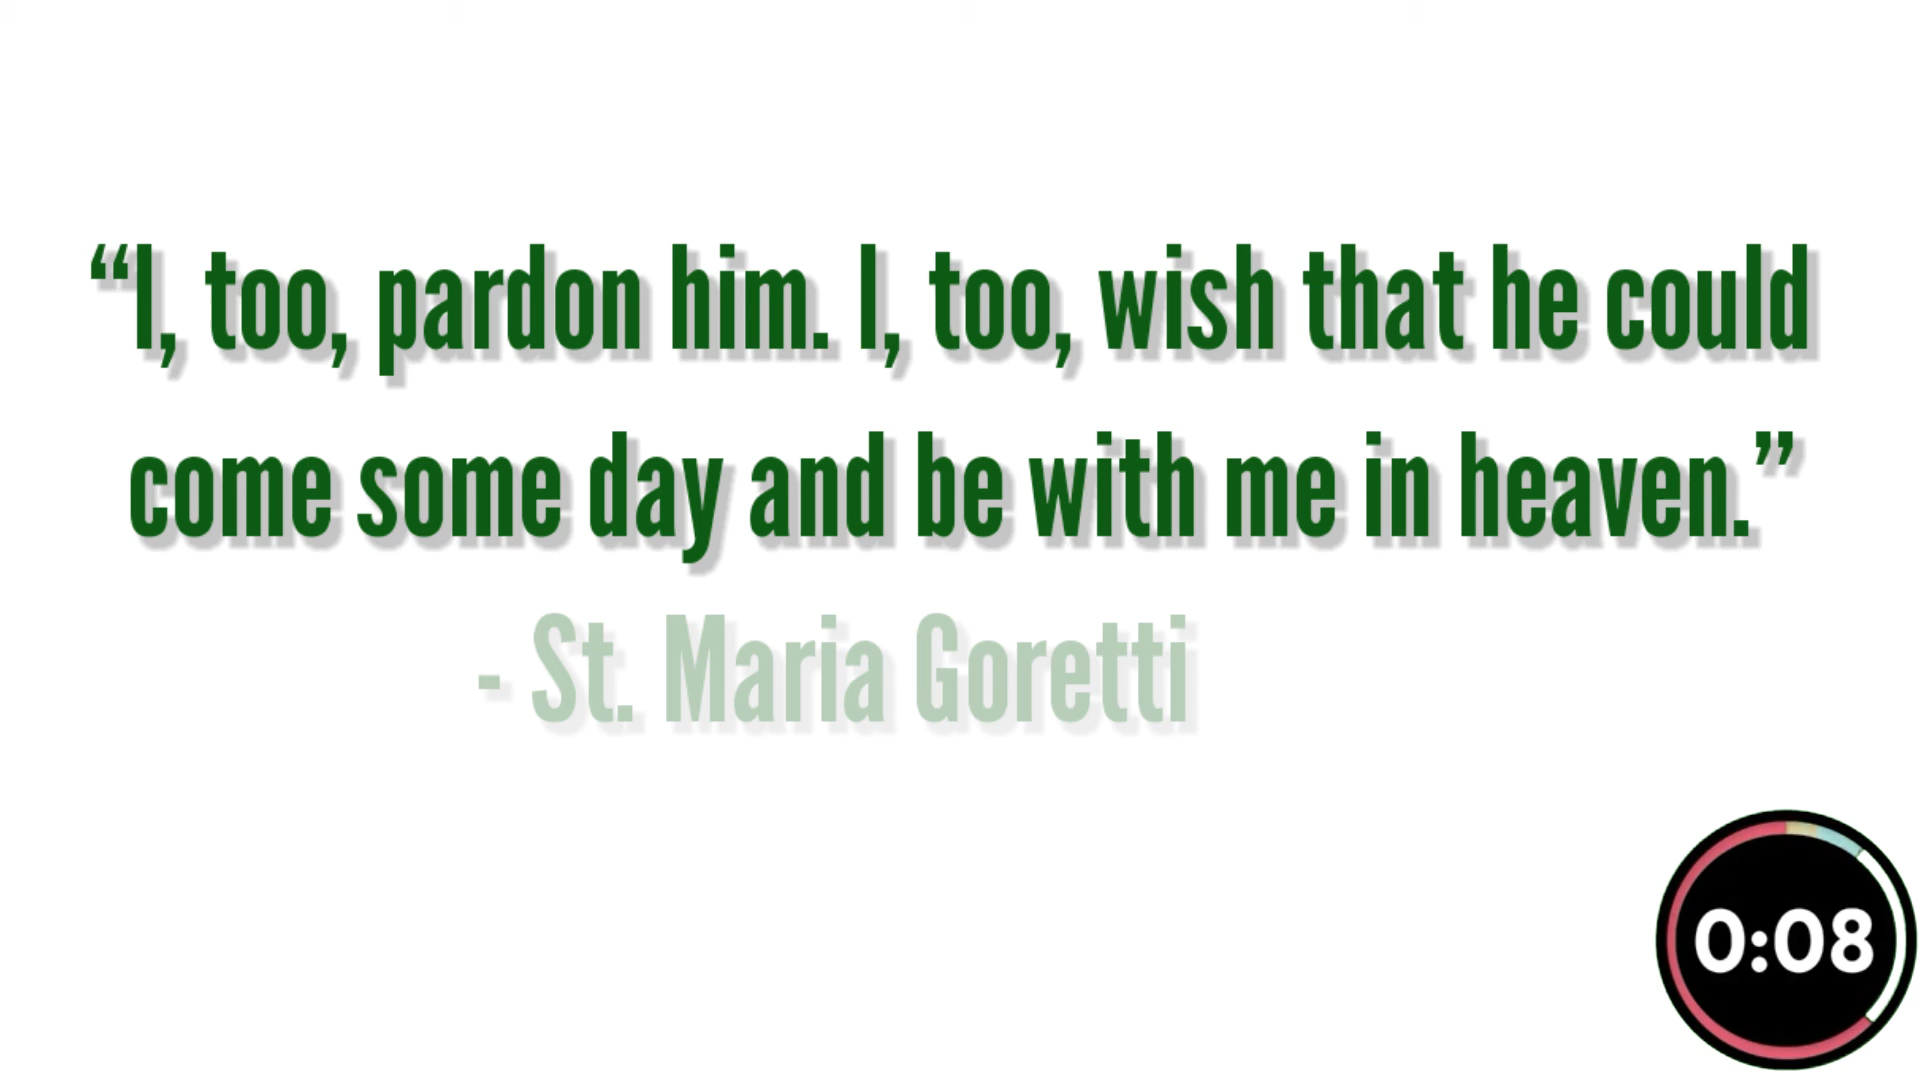 “I, too, pardon him. I, too, wish that he could
come some day and be with me in heaven.”
- St. Maria Goretti
0:08